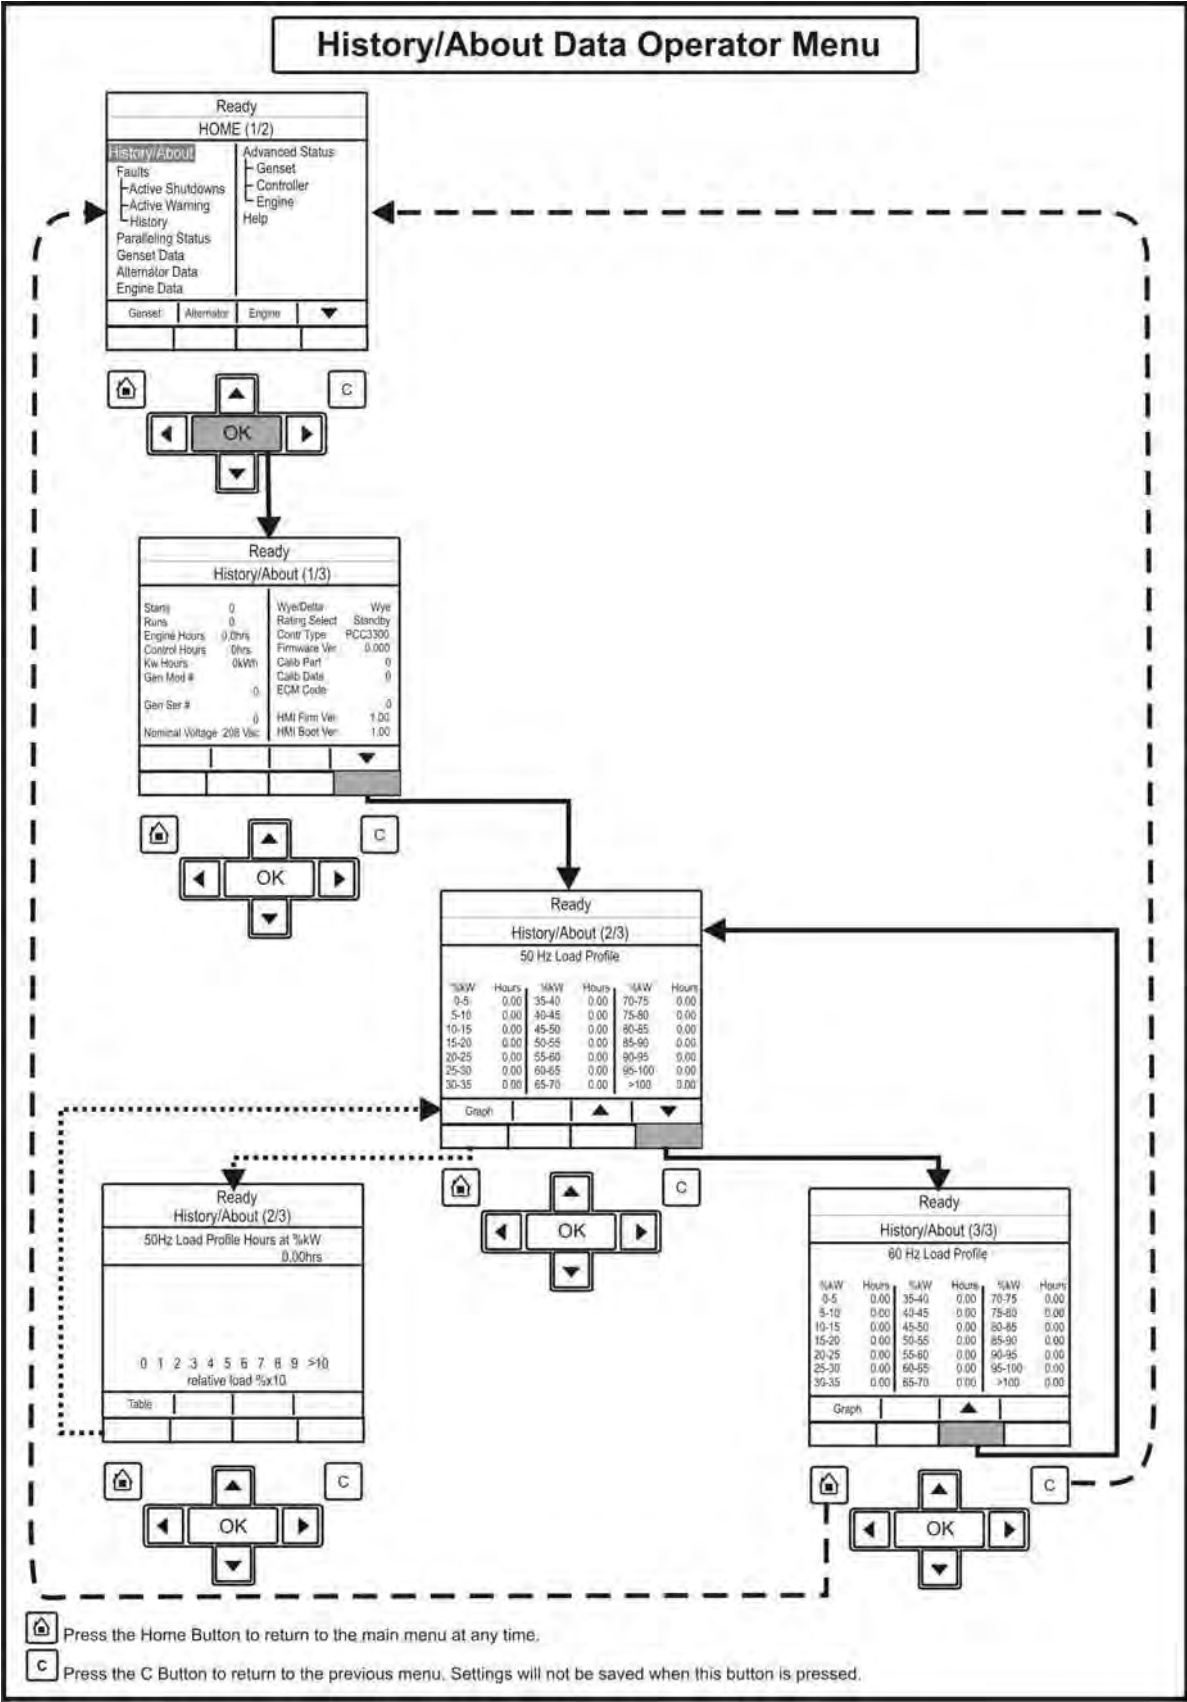 History/About Data Operator Menu
Ready
HOME (1/2)
History/About
Faults
Active Shutdowns
Active Warning
History
Paralleling Status
Genset Data
Alternator Data
Engine Data
Advanced Status
Genset
Controller
Engine
Help
Genset Alternator Engine
C
OK
Ready
History/About (1/3)
Starts 0
Runs 0
Engine Hours 0.0hrs
Control Hours 0hrs
Kw Hours 0kWh
Gen Mod #
0
Gen Ser #
0
Nominal Voltage 208 Vac
Wye/Delta Wye
Rating Select Standby
Contr Type PCC3300
Firmware Ver 0.000
Calib Part 0
Calib Date 0
ECM Code
0
HMI Firm Ver 1.00
HMI Boot Ver 1.00
C
OK
Ready
History/About (2/3)
50 Hz Load Profile
%kW Hours %kW Hours %kW Hours
0-5 0.00 35-40 0.00 70-75 0.00
5-10 0.00 40-45 0.00 75-80 0.00
10-15 0.00 45-50 0.00 80-85 0.00
15-20 0.00 50-55 0.00 85-90 0.00
20-25 0.00 55-60 0.00 90-95 0.00
25-30 0.00 60-65 0.00 95-100 0.00
30-35 0.00 65-70 0.00 >100 0.00
Graph
C
OK
Ready
History/About (2/3)
50Hz Load Profile Hours at %kW
0.00hrs
0 1 2 3 4 5 6 7 8 9 >10
relative load %x10
Table
C
OK
Ready
History/About (3/3)
60 Hz Load Profile
%kW Hours %kW Hours %kW Hours
0-5 0.00 35-40 0.00 70-75 0.00
5-10 0.00 40-45 0.00 75-80 0.00
10-15 0.00 45-50 0.00 80-85 0.00
15-20 0.00 50-55 0.00 85-90 0.00
20-25 0.00 55-60 0.00 90-95 0.00
25-30 0.00 60-65 0.00 95-100 0.00
30-35 0.00 65-70 0.00 >100 0.00
Graph
C
OK
Press the Home Button to return to the main menu at any time.
C Press the C Button to return to the previous menu. Settings will not be saved when this button is pressed.